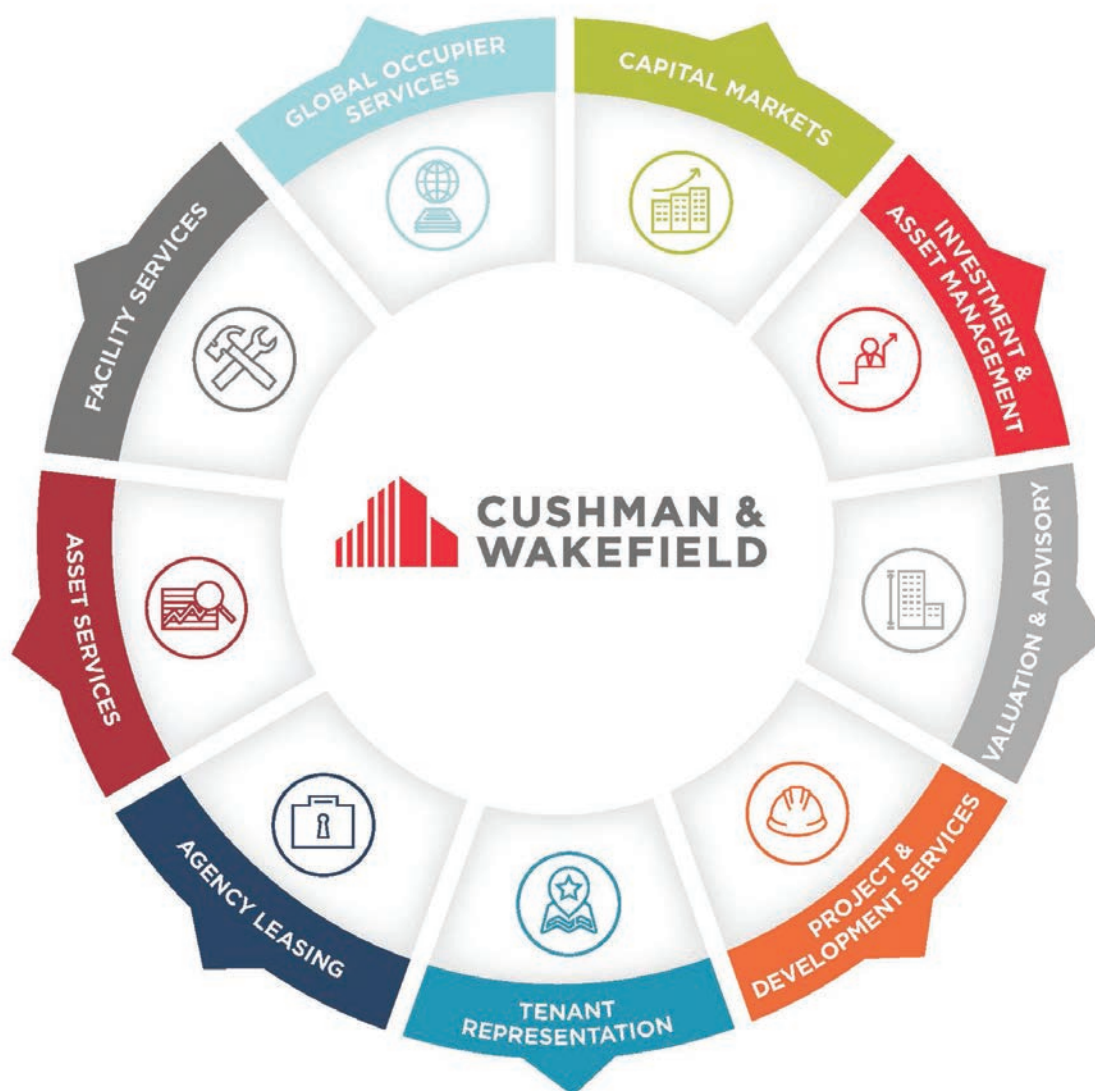 GLOBAL OCCUPIER
SERVICES
CAPITAL MARKETS
INVESTMENT &
ASSET MANAGEMENT
VALUATION & ADVISORY
PROJECT &
DEVELOPMENT SERVICES
TENANT
REPRESENTATION
AGENCY LEASING
ASSET SERVICES
FACILITY SERVICES
CUSHMAN &
WAKEFIELD